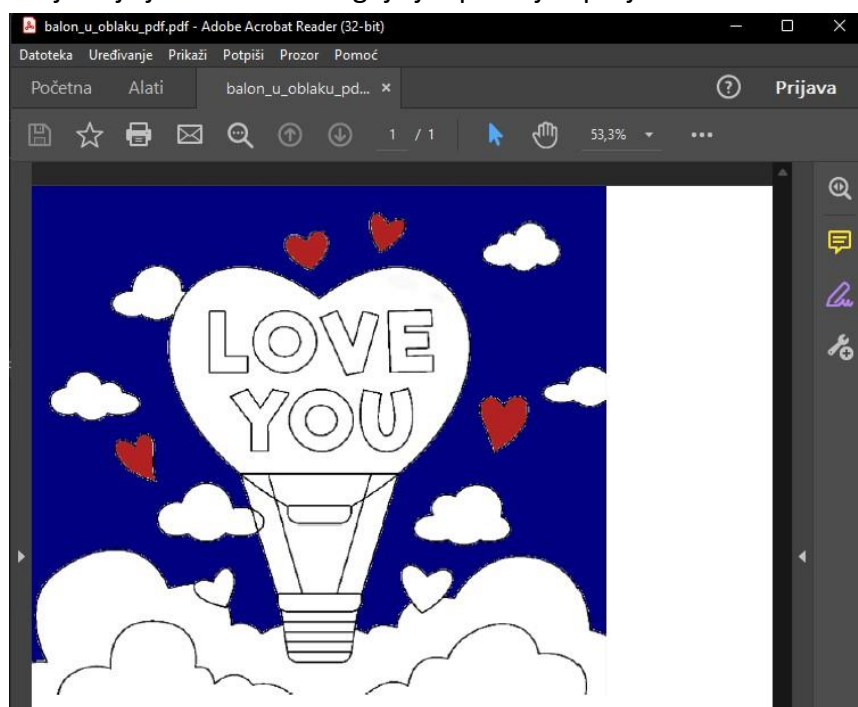 balon_u_oblaku_pdf.pdf - Adobe Acrobat Reader (32-bit)
Datoteka Uređivanje Prikaži Potpiši Prozor Pomoć
Početna Alati balon_u_oblaku_pd... × ? Prijava
1 / 1 53,3%
LOVE
YOU